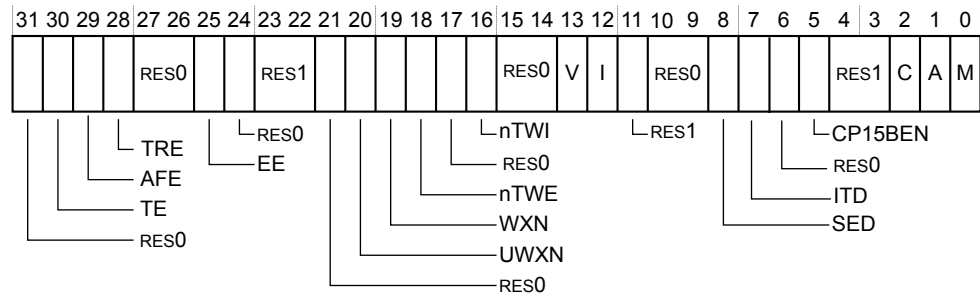 31 30 29 28 27 26 25 24 23 22 21 20 19 18 17 16 15 14 13 12 11 10 9 8 7 6 5 4 3 2 1 0
RES0 RES1 RES0 V I RES0 RES1 C A M
RES0 nTWI RES1 CP15BEN
TRE EE RES0 RES0
AFE nTWE ITD
TE WXN SED
RES0 UWXN
RES0